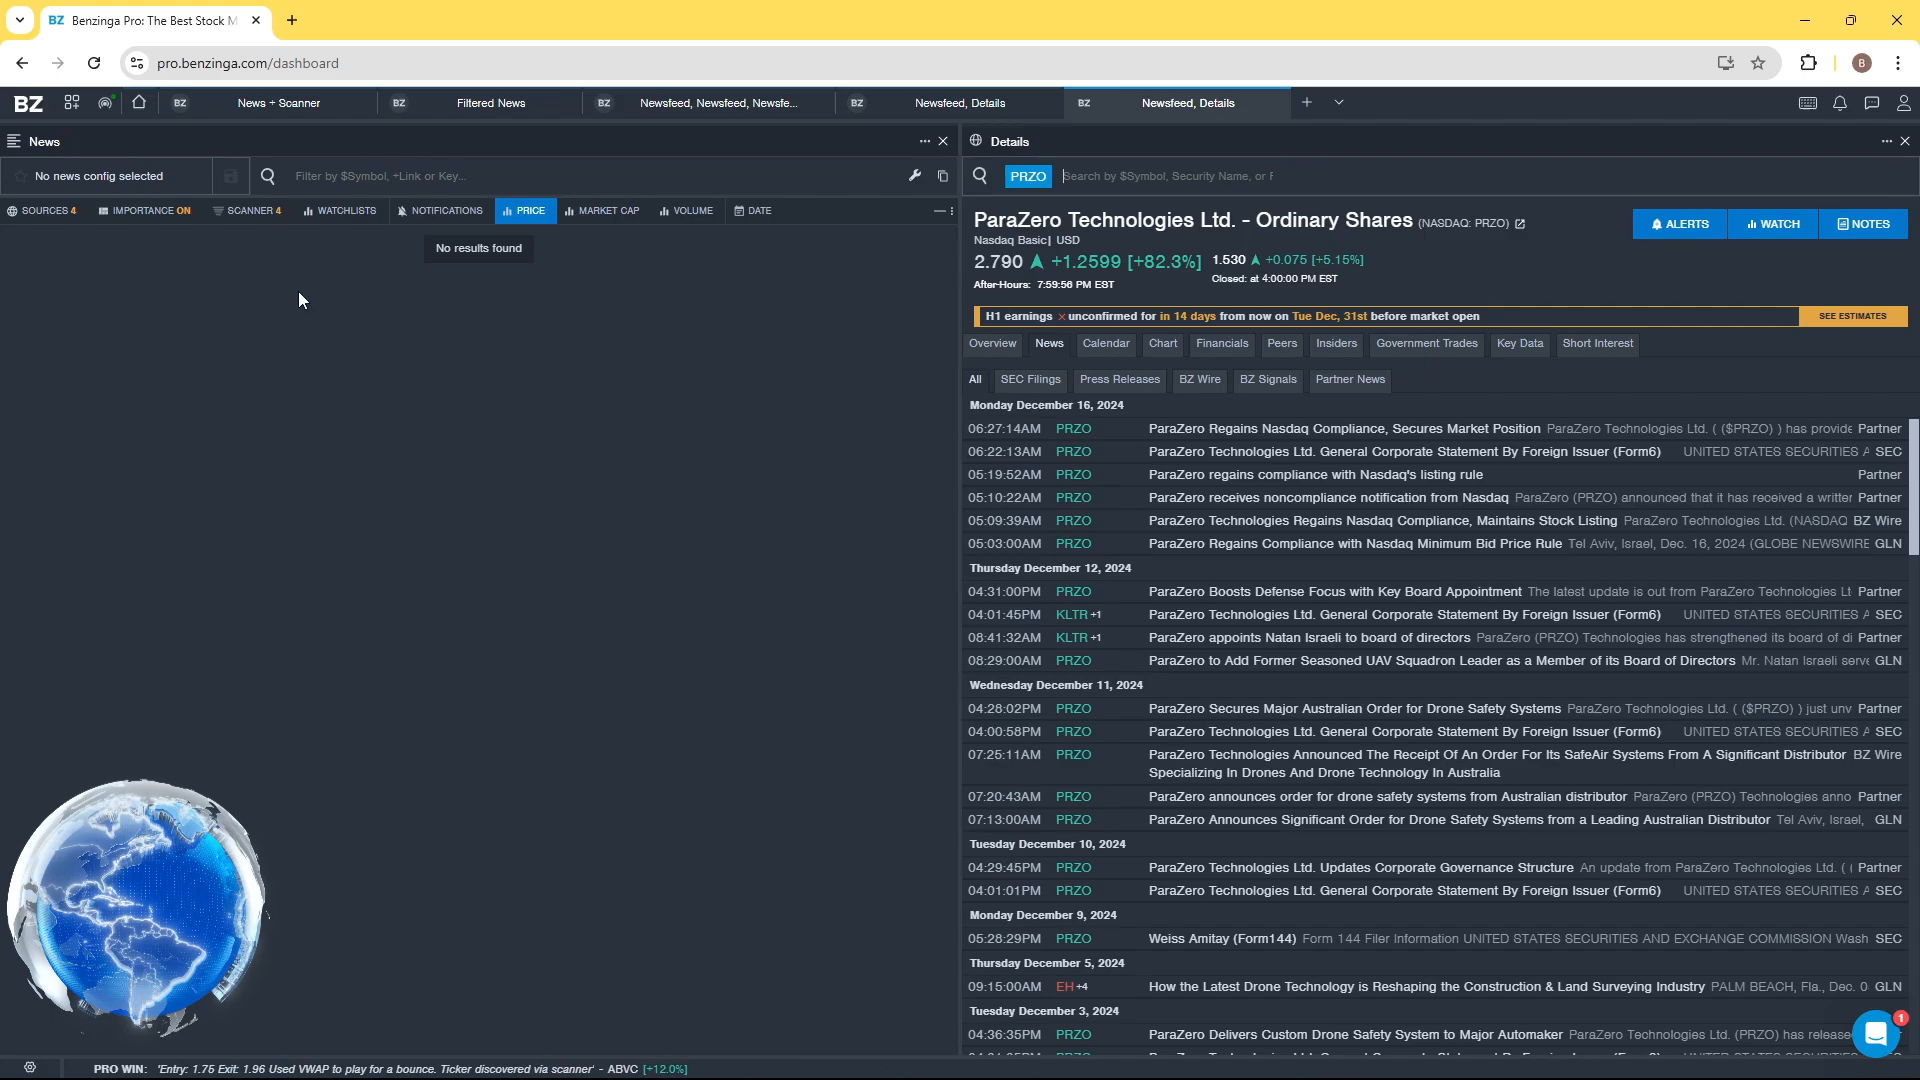 BZ Benzinga Pro: The Best Stock M
pro.benzinga.com/dashboard
B
BZ
BZ News + Scanner
BZ Filtered News
BZ Newsfeed, Newsfeed, Newsfe...
BZ Newsfeed, Details
BZ Newsfeed, Details
News
No news config selected
Filter by $Symbol, ~Link or Key...
SOURCES 4
IMPORTANCE ON
SCANNER 4
WATCHLISTS
NOTIFICATIONS
PRICE
MARKET CAP
VOLUME
DATE
No results found
Details
PRZO
Search by $Symbol, Security Name, or F
ParaZero Technologies Ltd. - Ordinary Shares (NASDAQ: PRZO)
ALERTS
WATCH
NOTES
Nasdaq Basic| USD
2.790 +1.2599 [+82.3%] 1.530 +0.075 [+5.15%]
After-Hours: 7:59:56 PM EST
Closed: at 4:00:00 PM EST
H1 earnings × unconfirmed for in 14 days from now on Tue Dec, 31st before market open
SEE ESTIMATES
Overview News Calendar Chart Financials Peers Insiders Government Trades Key Data Short Interest
All SEC Filings Press Releases BZ Wire BZ Signals Partner News
Monday December 16, 2024
06:27:14AM PRZO ParaZero Regains Nasdaq Compliance, Secures Market Position ParaZero Technologies Ltd. ( ($PRZO) ) has provide Partner
06:22:13AM PRZO ParaZero Technologies Ltd. General Corporate Statement By Foreign Issuer (Form6) UNITED STATES SECURITIES A SEC
05:19:52AM PRZO ParaZero regains compliance with Nasdaq's listing rule Partner
05:10:22AM PRZO ParaZero receives noncompliance notification from Nasdaq ParaZero (PRZO) announced that it has received a writter Partner
05:09:39AM PRZO ParaZero Technologies Regains Nasdaq Compliance, Maintains Stock Listing ParaZero Technologies Ltd. (NASDAQ BZ Wire
05:03:00AM PRZO ParaZero Regains Compliance with Nasdaq Minimum Bid Price Rule Tel Aviv, Israel, Dec. 16, 2024 (GLOBE NEWSWIRE GLN
Thursday December 12, 2024
04:31:00PM PRZO ParaZero Boosts Defense Focus with Key Board Appointment The latest update is out from ParaZero Technologies Lt Partner
04:01:45PM KLTR +1 ParaZero Technologies Ltd. General Corporate Statement By Foreign Issuer (Form6) UNITED STATES SECURITIES A SEC
08:41:32AM KLTR +1 ParaZero appoints Natan Israeli to board of directors ParaZero (PRZO) Technologies has strengthened its board of di Partner
08:29:00AM PRZO ParaZero to Add Former Seasoned UAV Squadron Leader as a Member of its Board of Directors Mr. Natan Israeli serve GLN
Wednesday December 11, 2024
04:28:02PM PRZO ParaZero Secures Major Australian Order for Drone Safety Systems ParaZero Technologies Ltd. ( ($PRZO) ) just unv Partner
04:00:58PM PRZO ParaZero Technologies Ltd. General Corporate Statement By Foreign Issuer (Form6) UNITED STATES SECURITIES A SEC
07:25:11AM PRZO ParaZero Technologies Announced The Receipt Of An Order For Its SafeAir Systems From A Significant Distributor BZ Wire
Specializing In Drones And Drone Technology In Australia
07:20:43AM PRZO ParaZero announces order for drone safety systems from Australian distributor ParaZero (PRZO) Technologies anno Partner
07:13:00AM PRZO ParaZero Announces Significant Order for Drone Safety Systems from a Leading Australian Distributor Tel Aviv, Israel, GLN
Tuesday December 10, 2024
04:29:45PM PRZO ParaZero Technologies Ltd. Updates Corporate Governance Structure An update from ParaZero Technologies Ltd. ( ( Partner
04:01:01PM PRZO ParaZero Technologies Ltd. General Corporate Statement By Foreign Issuer (Form6) UNITED STATES SECURITIES A SEC
Monday December 9, 2024
05:28:29PM PRZO Weiss Amitay (Form144) Form 144 Filer Information UNITED STATES SECURITIES AND EXCHANGE COMMISSION Wash SEC
Thursday December 5, 2024
09:15:00AM EH +4 How the Latest Drone Technology is Reshaping the Construction & Land Surveying Industry PALM BEACH, Fla., Dec. 0 GLN
Tuesday December 3, 2024
04:36:35PM PRZO ParaZero Delivers Custom Drone Safety System to Major Automaker ParaZero Technologies Ltd. (PRZO) has release
1
PRO WIN: 'Entry: 1.75 Exit: 1.96 Used VWAP to play for a bounce. Ticker discovered via scanner' - ABVC [+12.0%]